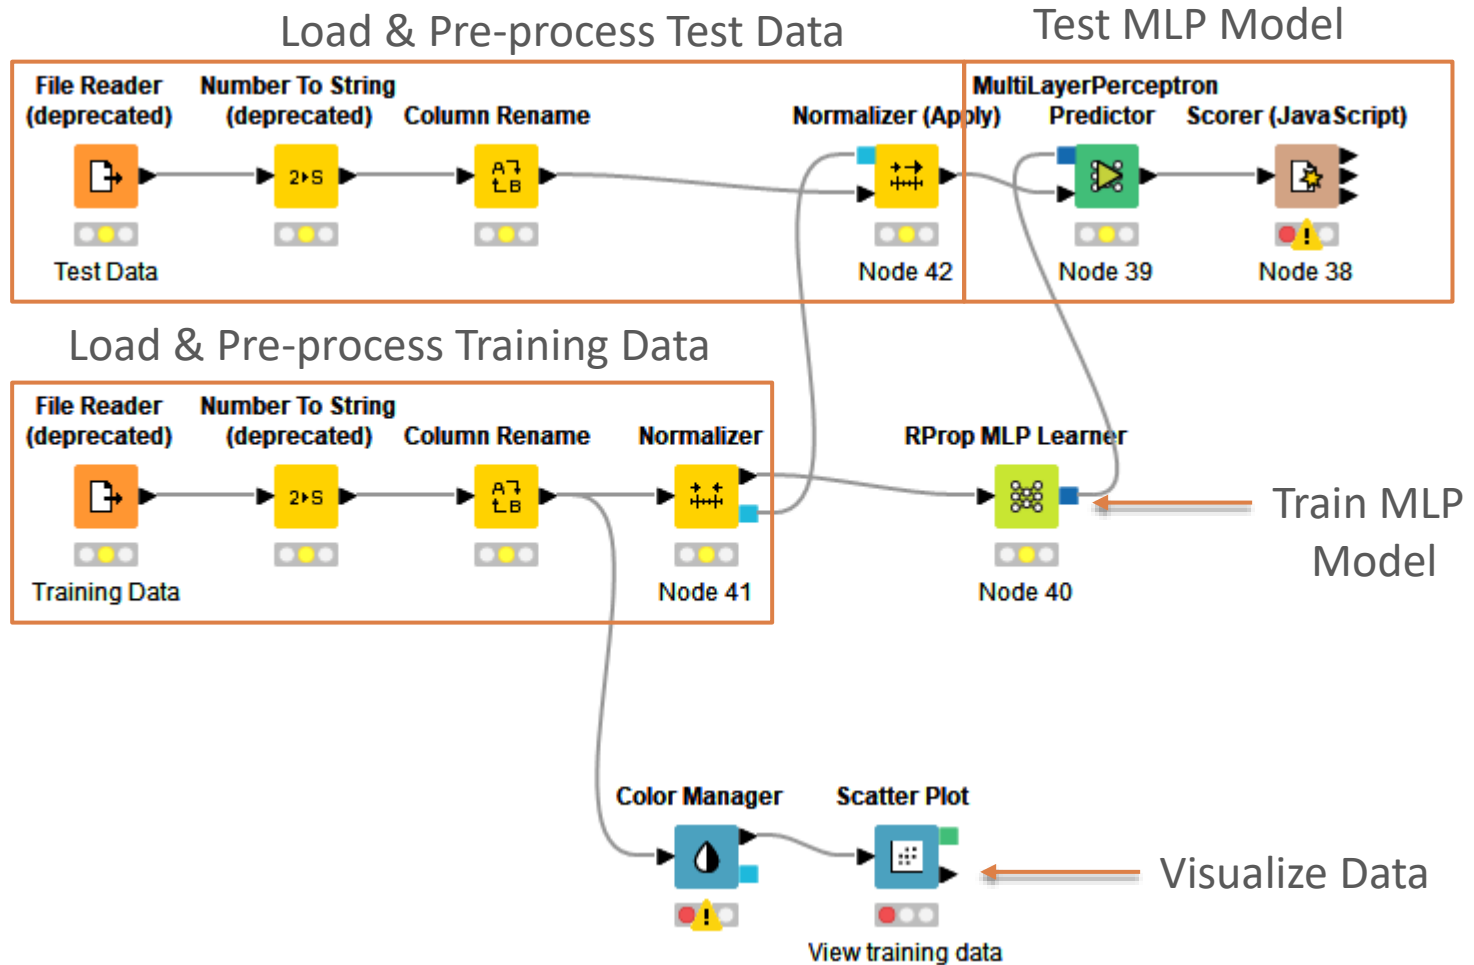 Load & Pre-process Test Data
Test MLP Model
File Reader
(deprecated)
Number To String
(deprecated)
Column Rename
Normalizer (Apply)
MultiLayerPerceptron
Predictor
Scorer (JavaScript)
2▸S
A
B
Test Data
Node 42
Node 39
Node 38
Load & Pre-process Training Data
File Reader
(deprecated)
Number To String
(deprecated)
Column Rename
Normalizer
RProp MLP Learner
2▸S
A
B
Train MLP
Model
Training Data
Node 41
Node 40
Color Manager
Scatter Plot
Visualize Data
View training data